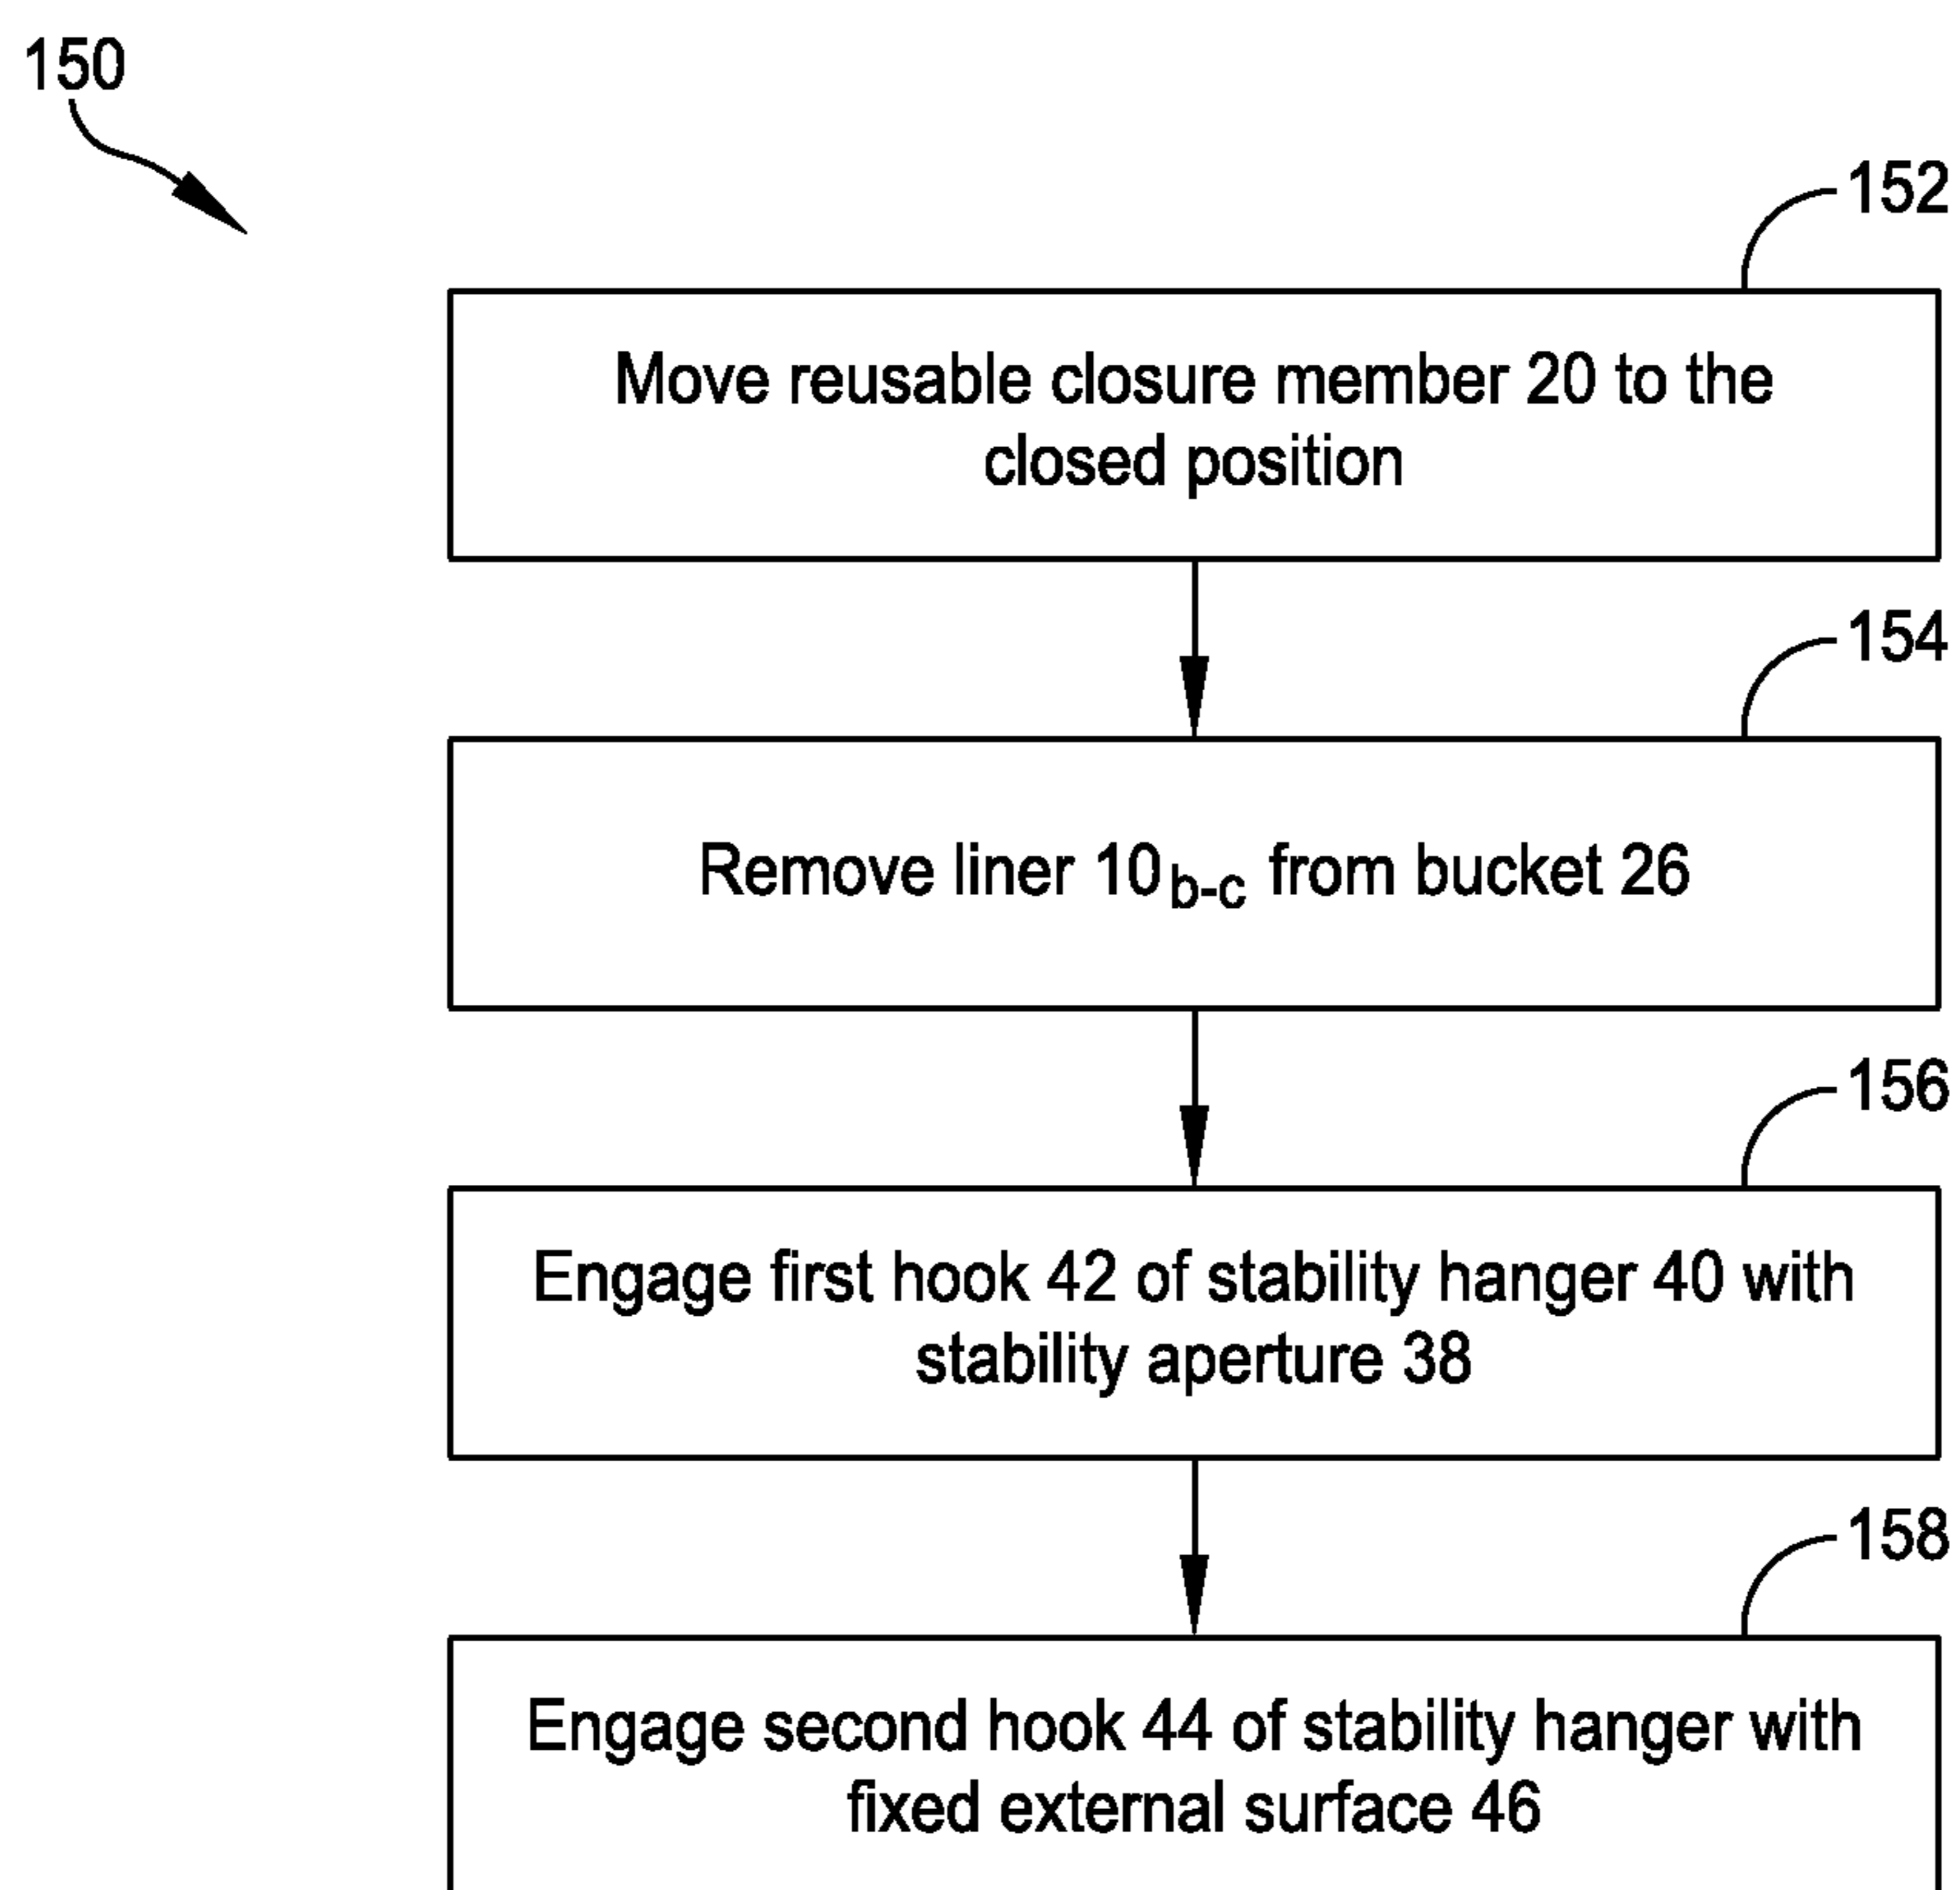 150
152
Move reusable closure member 20 to the
closed position
154
Remove liner 10b-c from bucket 26
156
Engage first hook 42 of stability hanger 40 with
stability aperture 38
158
Engage second hook 44 of stability hanger with
fixed external surface 46